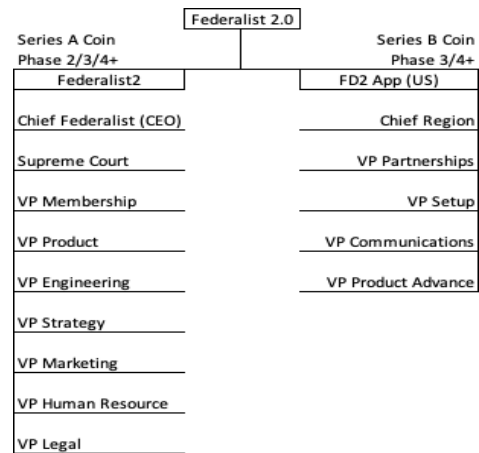 Federalist 2.0
Series A Coin
Phase 2/3/4+
Federalist2
Chief Federalist (CEO)
Supreme Court
VP Membership
VP Product
VP Engineering
VP Strategy
VP Marketing
VP Human Resource
VP Legal
Series B Coin
Phase 3/4+
FD2 App (US)
Chief Region
VP Partnerships
VP Setup
VP Communications
VP Product Advance